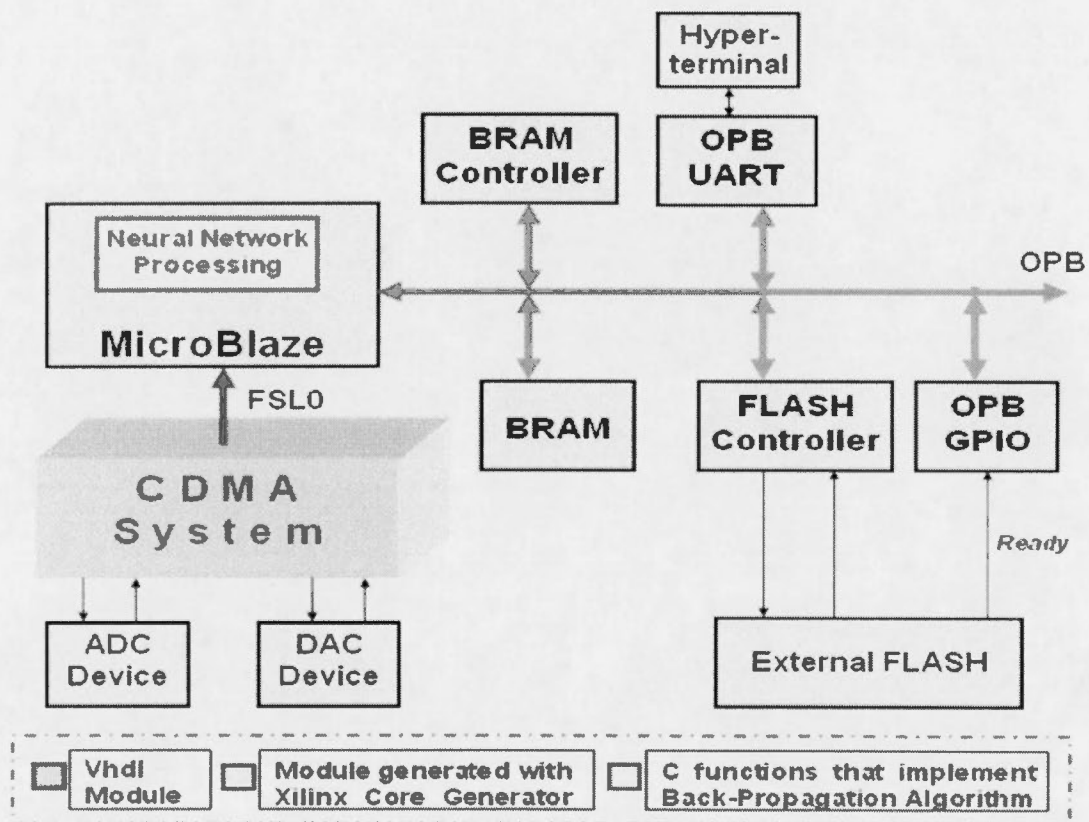 Hyper-
terminal
BRAM
Controller
OPB
UART
Neural Network
Processing
MicroBlaze
OPB
FSL0
BRAM
FLASH
Controller
OPB
GPIO
CDMA
System
Ready
ADC
Device
DAC
Device
External FLASH
Vhdl
Module
Module generated with
Xilinx Core Generator
C functions that implement
Back-Propagation Algorithm